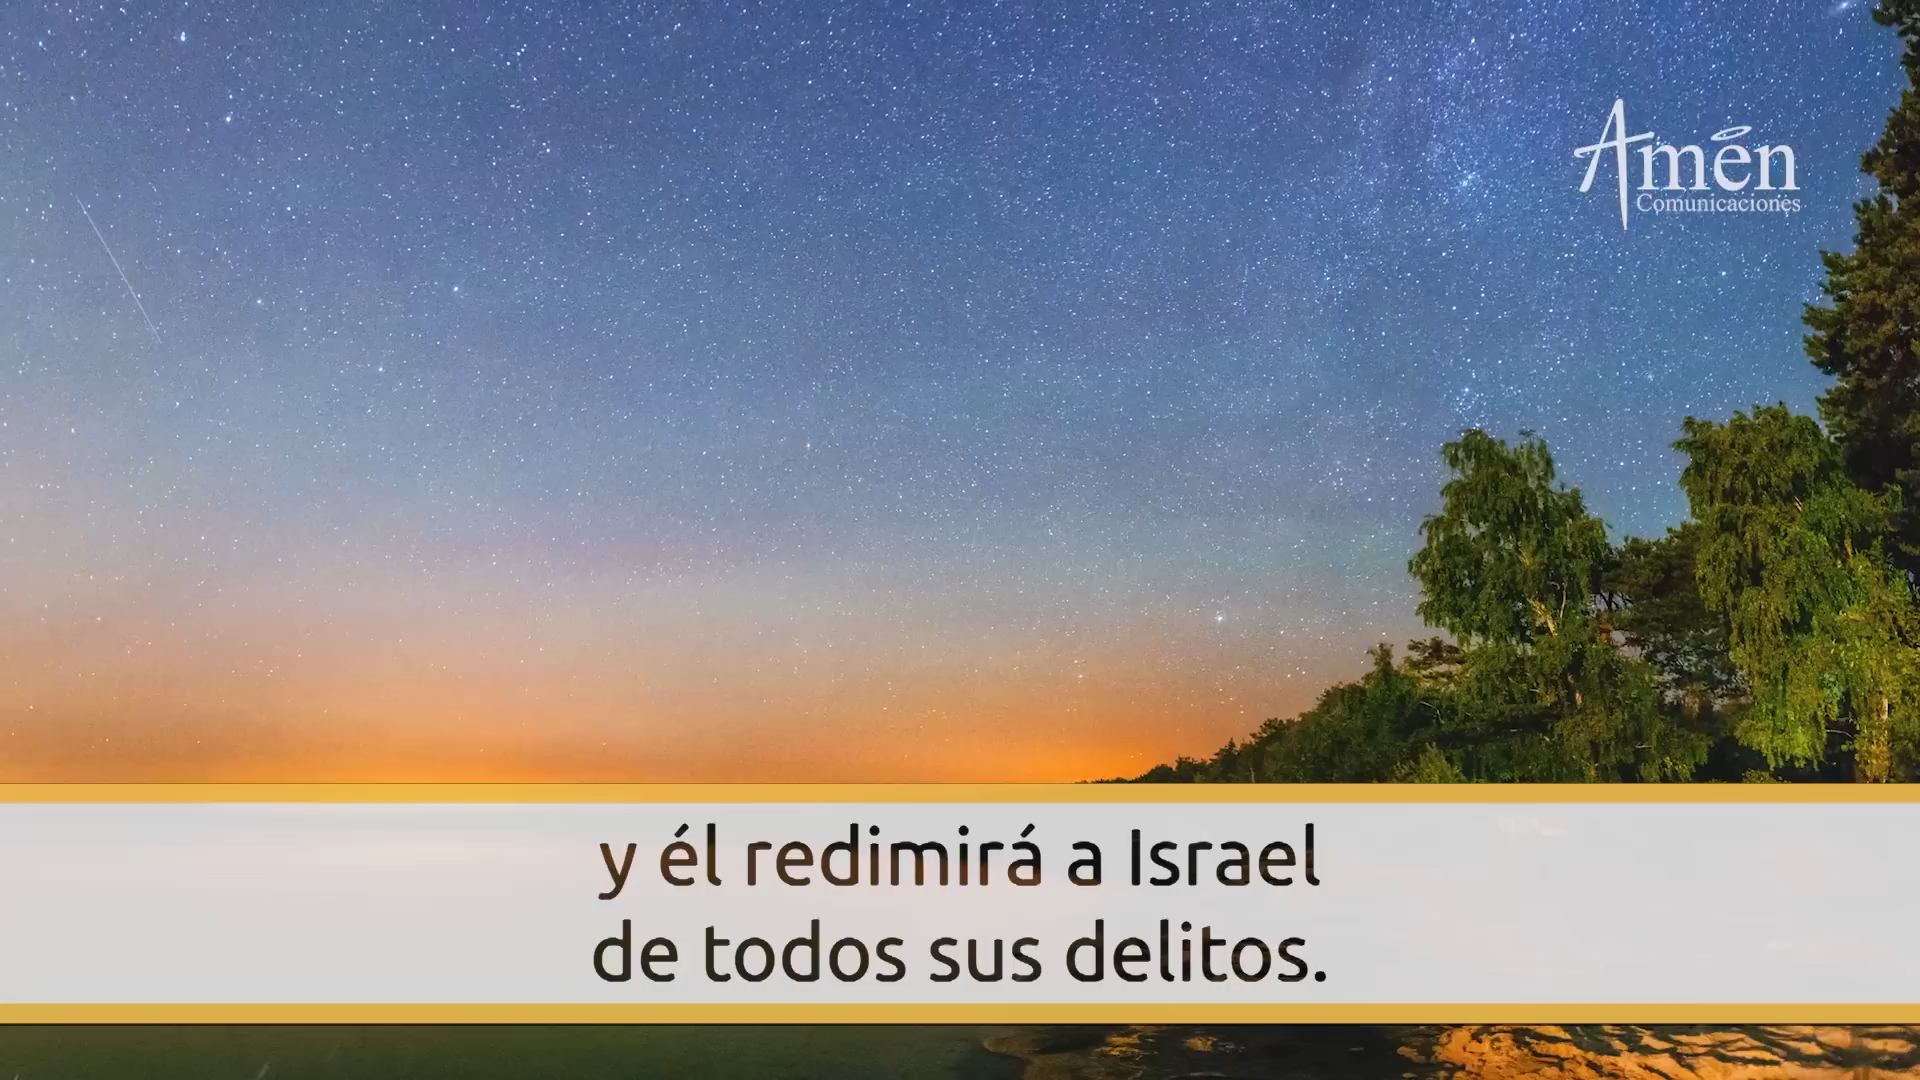 Amén
Comunicaciones
y él redimirá a Israel
de todos sus delitos.